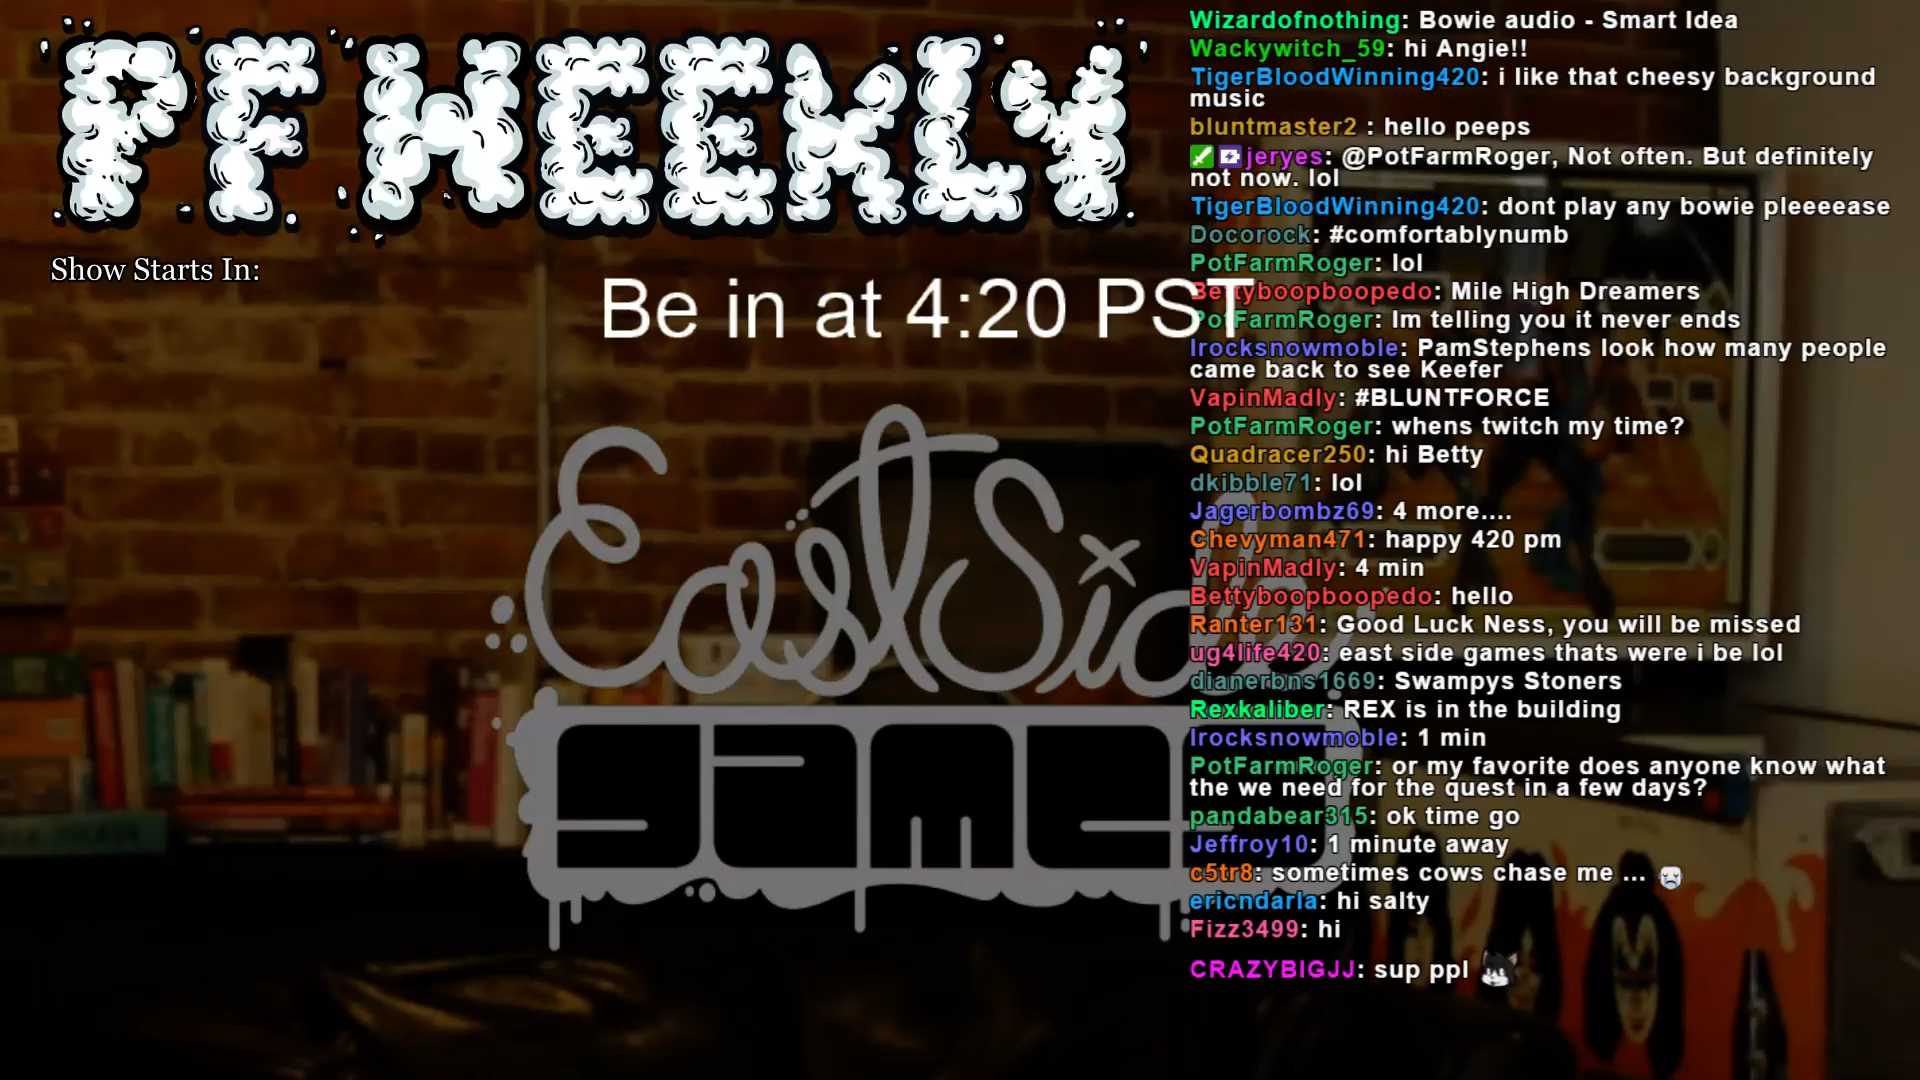 PFWEEKLY
Show Starts In:
Be in at 4:20 PST
EastSide
games
Wizardofnothing: Bowie audio - Smart Idea
Wackywitch_59: hi Angie!!
TigerBloodWinning420: i like that cheesy background
music
bluntmaster2 : hello peeps
jeryes: @PotFarmRoger, Not often. But definitely
not now. lol
TigerBloodWinning420: dont play any bowie pleeeease
Docorock: #comfortablynumb
PotFarmRoger: lol
Bettyboopboopedo: Mile High Dreamers
PotFarmRoger: Im telling you it never ends
Irocksnowmoble: PamStephens look how many people
came back to see Keefer
VapinMadly: #BLUNTFORCE
PotFarmRoger: whens twitch my time?
Quadracer250: hi Betty
dkibble71: lol
Jagerbombz69: 4 more....
Chevyman471: happy 420 pm
VapinMadly: 4 min
Bettyboopboopedo: hello
Ranter131: Good Luck Ness, you will be missed
ug4life420: east side games thats were i be lol
dianerbns1669: Swampys Stoners
Rexkaliber: REX is in the building
Irocksnowmoble: 1 min
PotFarmRoger: or my favorite does anyone know what
the we need for the quest in a few days?
pandabear315: ok time go
Jeffroy10: 1 minute away
c5tr8: sometimes cows chase me ...
ericndarla: hi salty
Fizz3499: hi
CRAZYBIGJJ: sup ppl